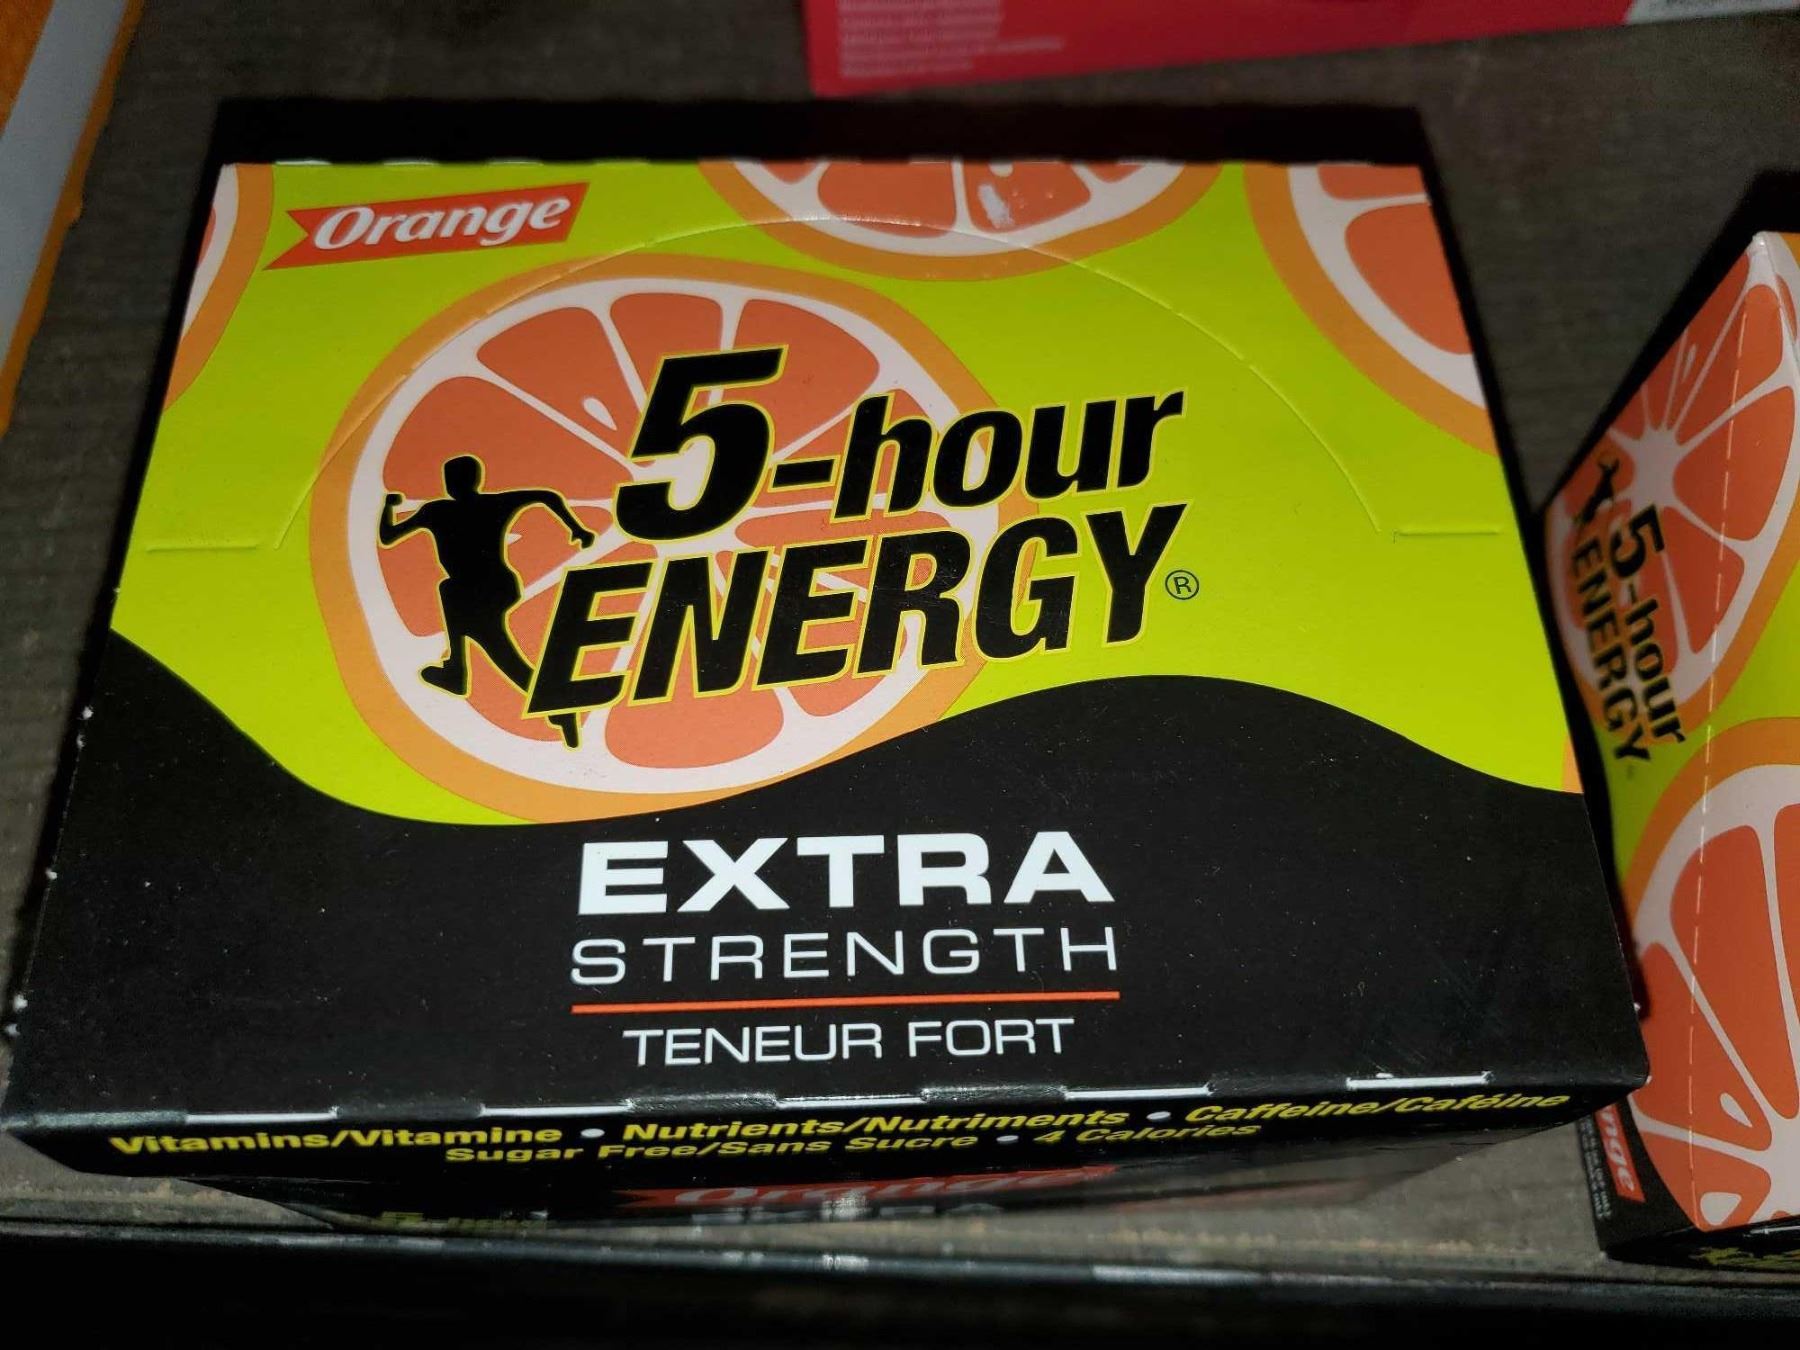 Orange
5-hour
ENERGY®
EXTRA
STRENGTH
TENEUR FORT
Vitamins/Vitamine • Nutrients/Nutriments • Caffeine/Caféine
Sugar Free/Sans Sucre • 4 Calories
Orange
5-hour
ENERGY